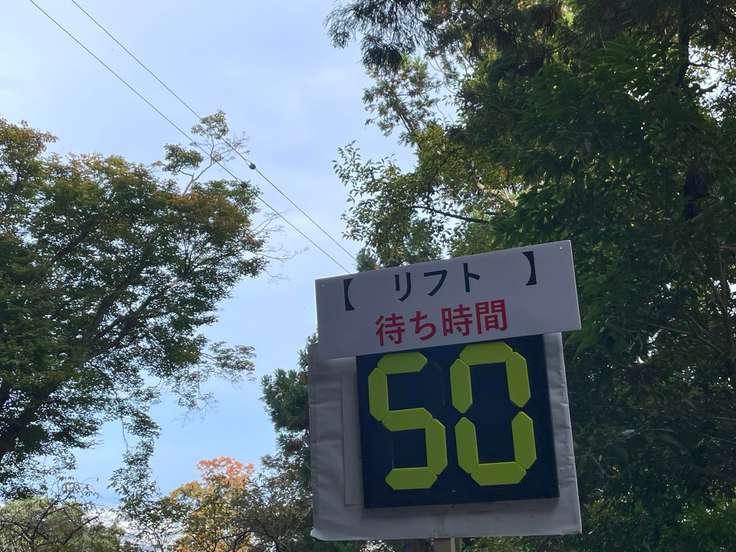 【 リフト 】
待ち時間
50